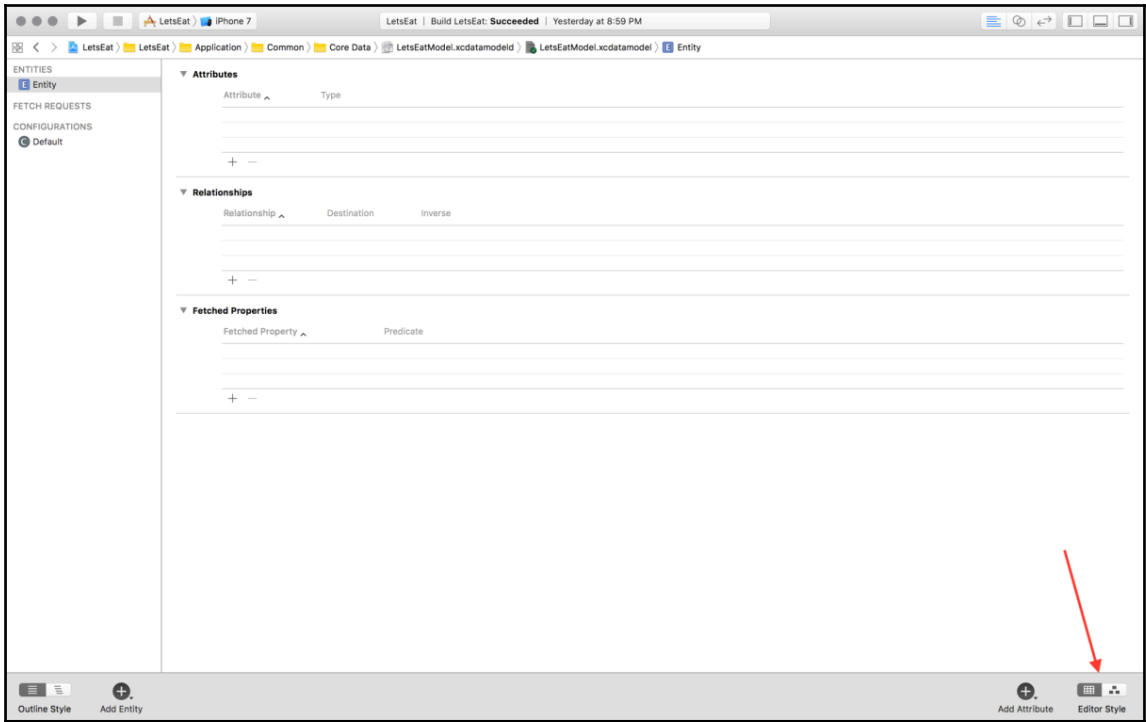 LetsEat 〉 iPhone 7 LetsEat | Build LetsEat: Succeeded | Yesterday at 8:59 PM
LetsEat 〉 LetsEat 〉 Application 〉 Common 〉 Core Data 〉 LetsEatModel.xcdatamodeld 〉 LetsEatModel.xcdatamodel 〉 E Entity
ENTITIES
E Entity
FETCH REQUESTS
CONFIGURATIONS
C Default
Attributes
Attribute Type
Relationships
Relationship Destination Inverse
Fetched Properties
Fetched Property Predicate
Outline Style Add Entity Add Attribute Editor Style